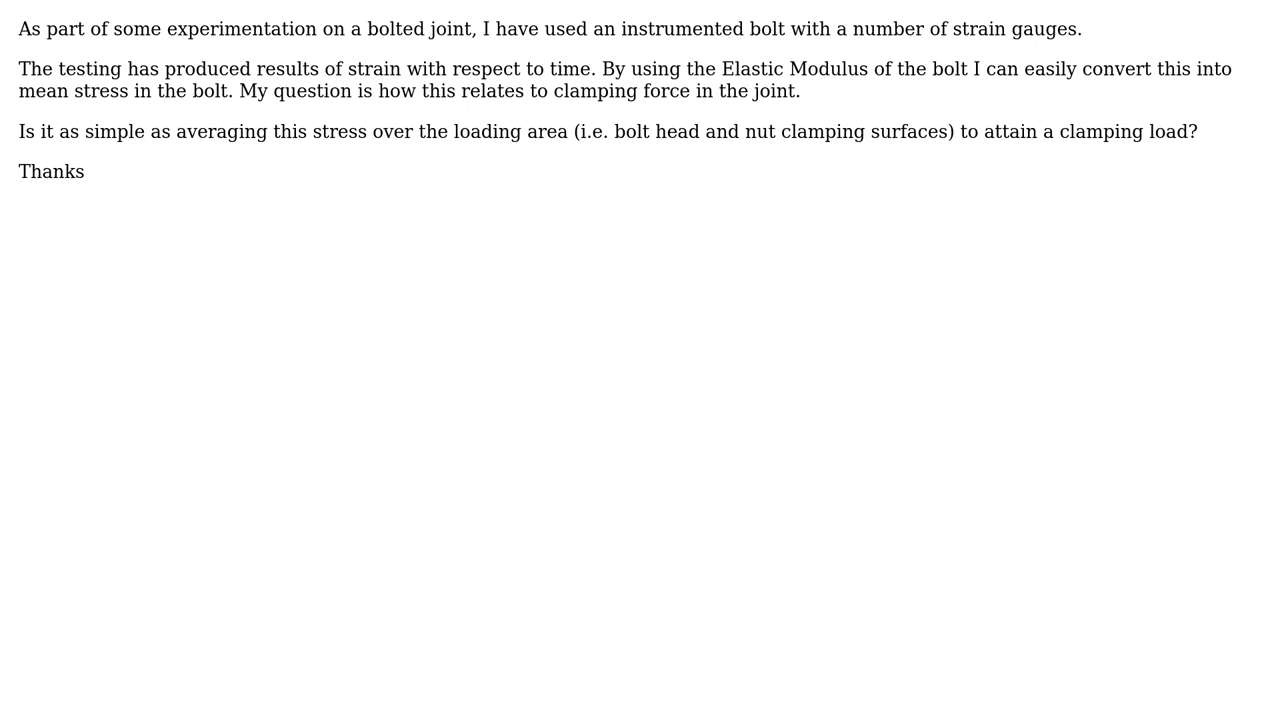 As part of some experimentation on a bolted joint, I have used an instrumented bolt with a number of strain gauges.
The testing has produced results of strain with respect to time. By using the Elastic Modulus of the bolt I can easily convert this into
mean stress in the bolt. My question is how this relates to clamping force in the joint.
Is it as simple as averaging this stress over the loading area (i.e. bolt head and nut clamping surfaces) to attain a clamping load?
Thanks